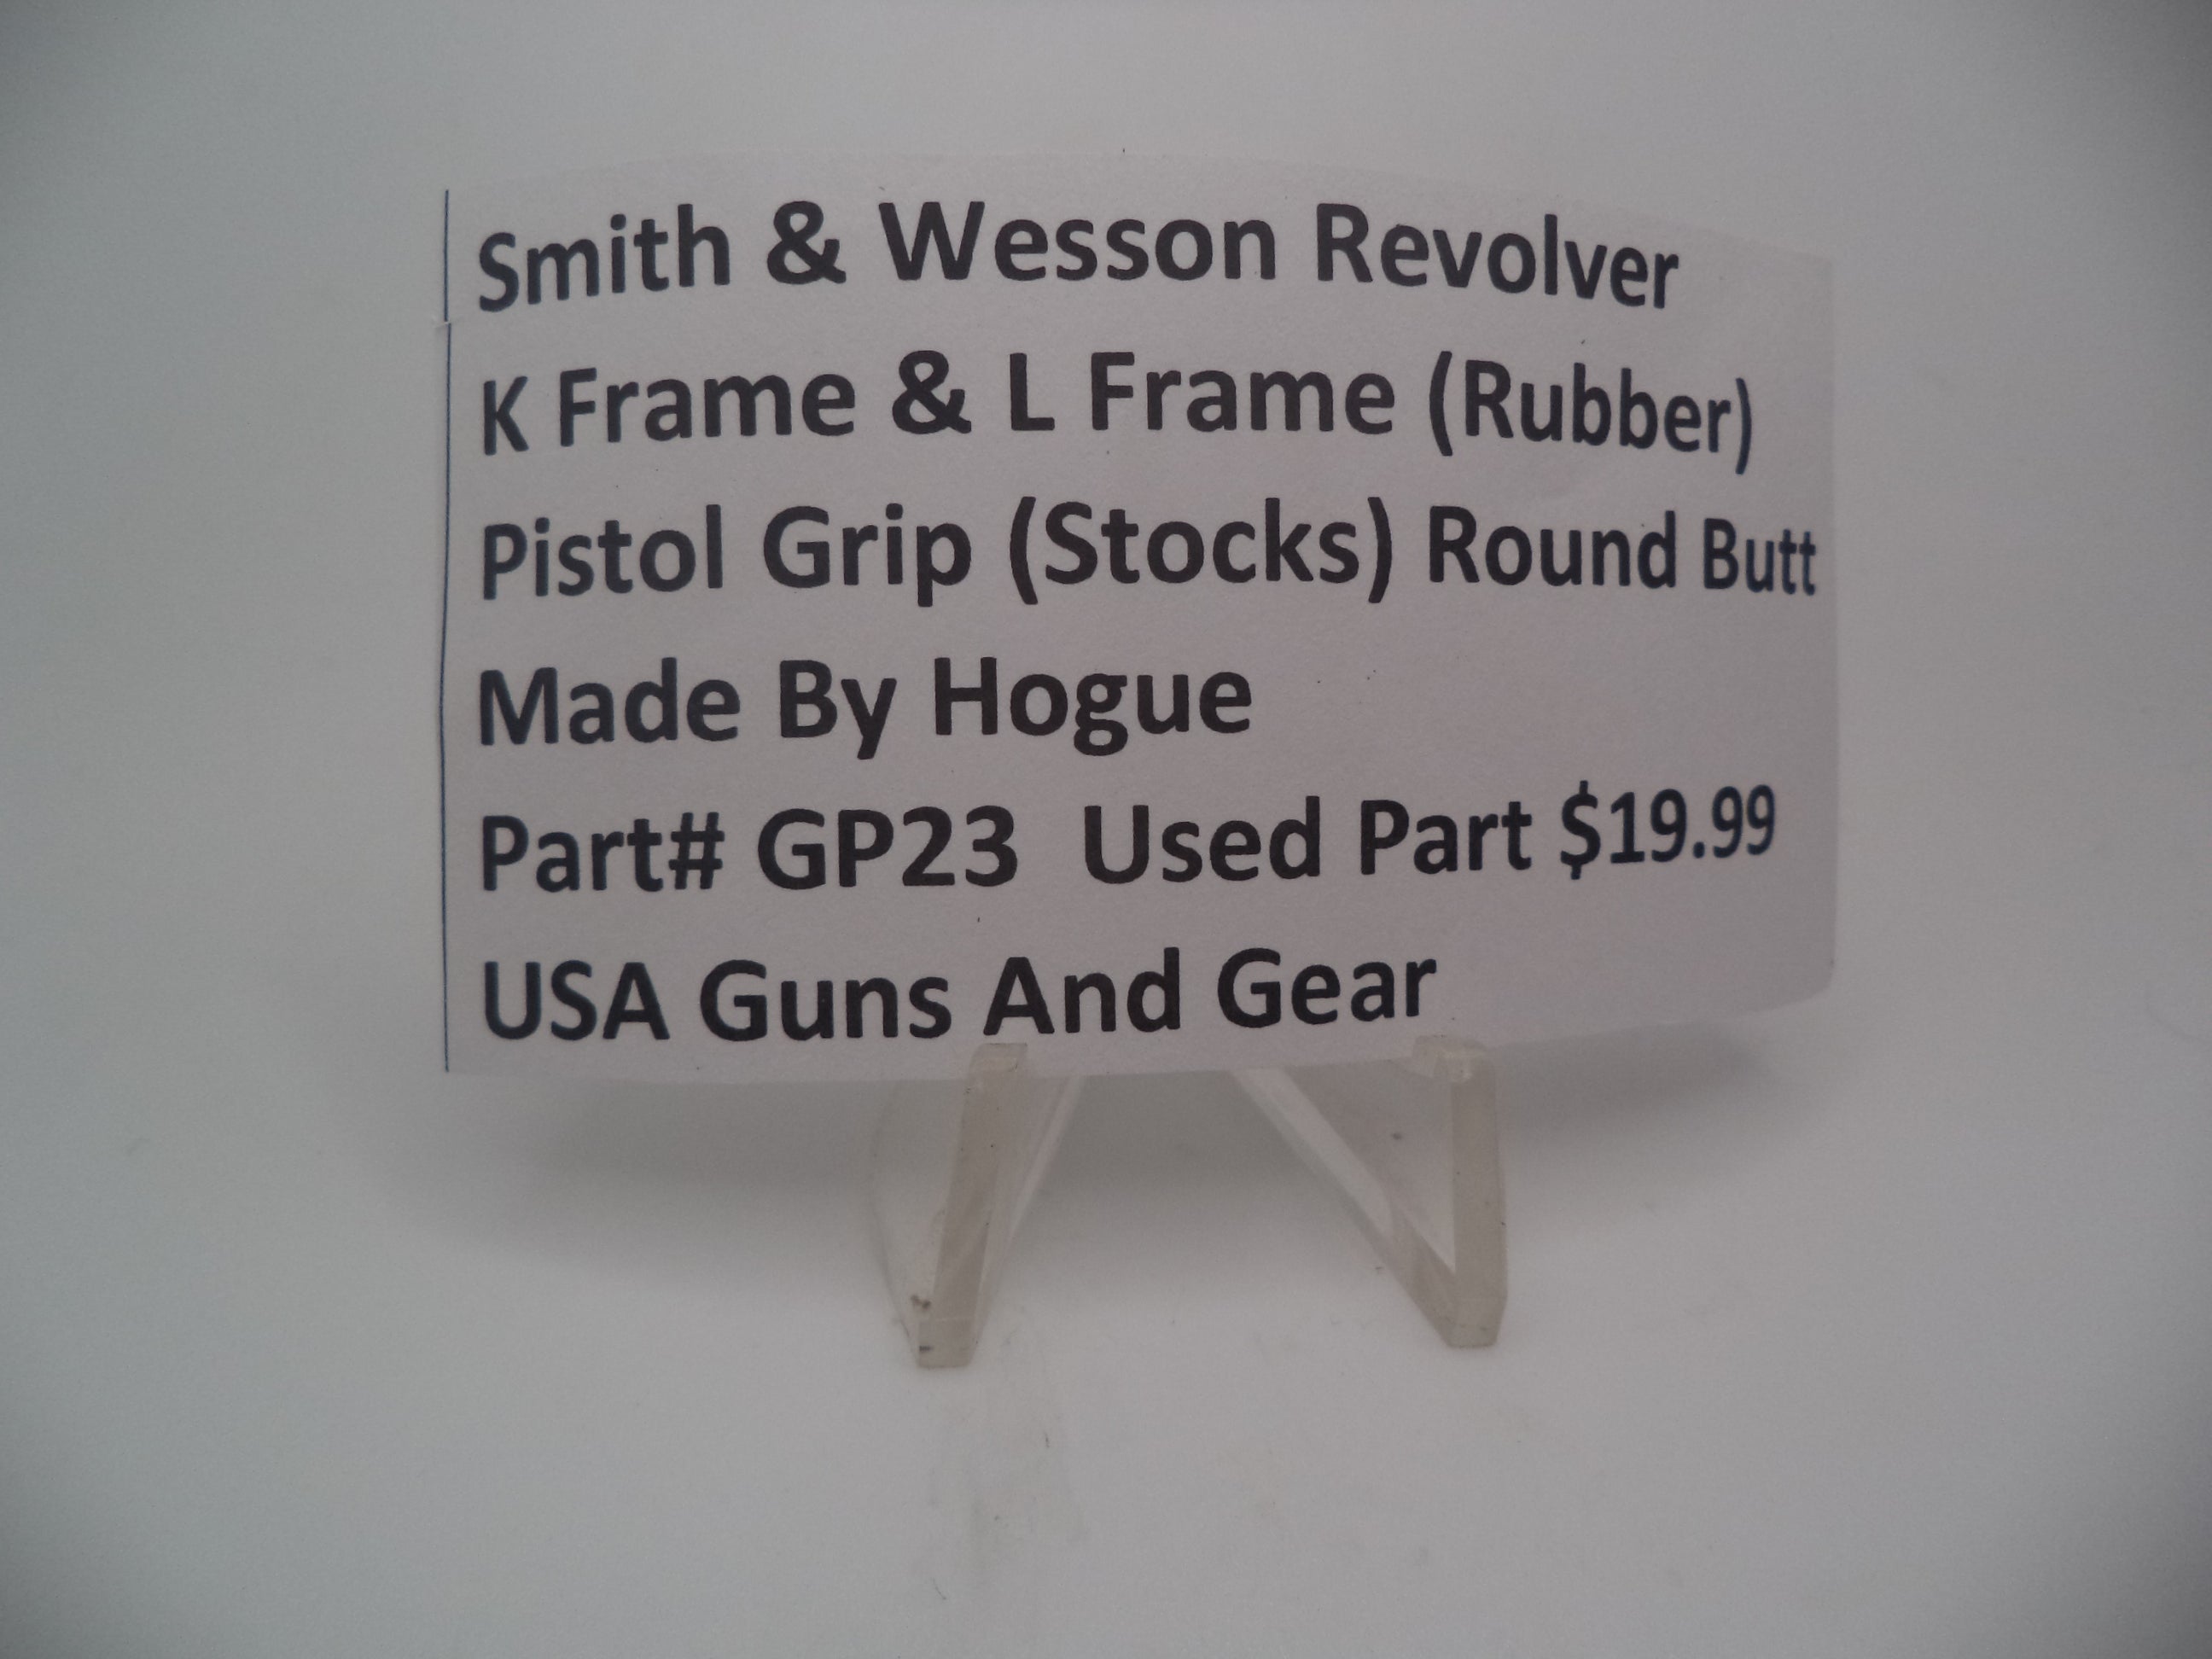 Smith & Wesson Revolver
K Frame & L Frame (Rubber)
Pistol Grip (Stocks) Round Butt
Made By Hogue
Part# GP23  Used Part $19.99
USA Guns And Gear